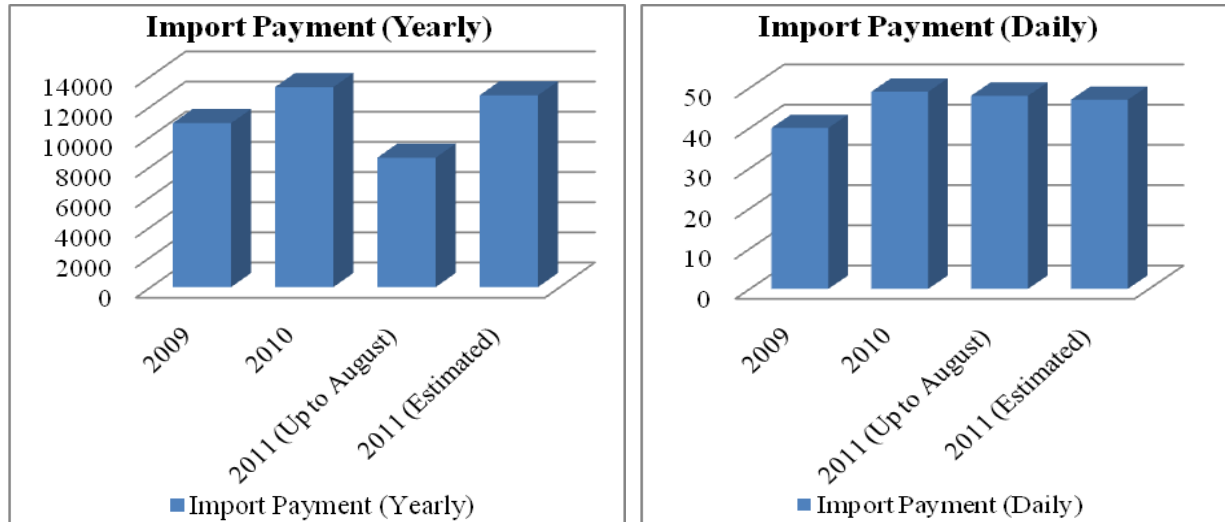 Import Payment (Yearly)
14000
12000
10000
8000
6000
4000
2000
0
2009
2010
2011 (Up to August)
2011 (Estimated)
Import Payment (Yearly)
Import Payment (Daily)
50
40
30
20
10
0
2009
2010
2011 (Up to August)
2011 (Estimated)
Import Payment (Daily)